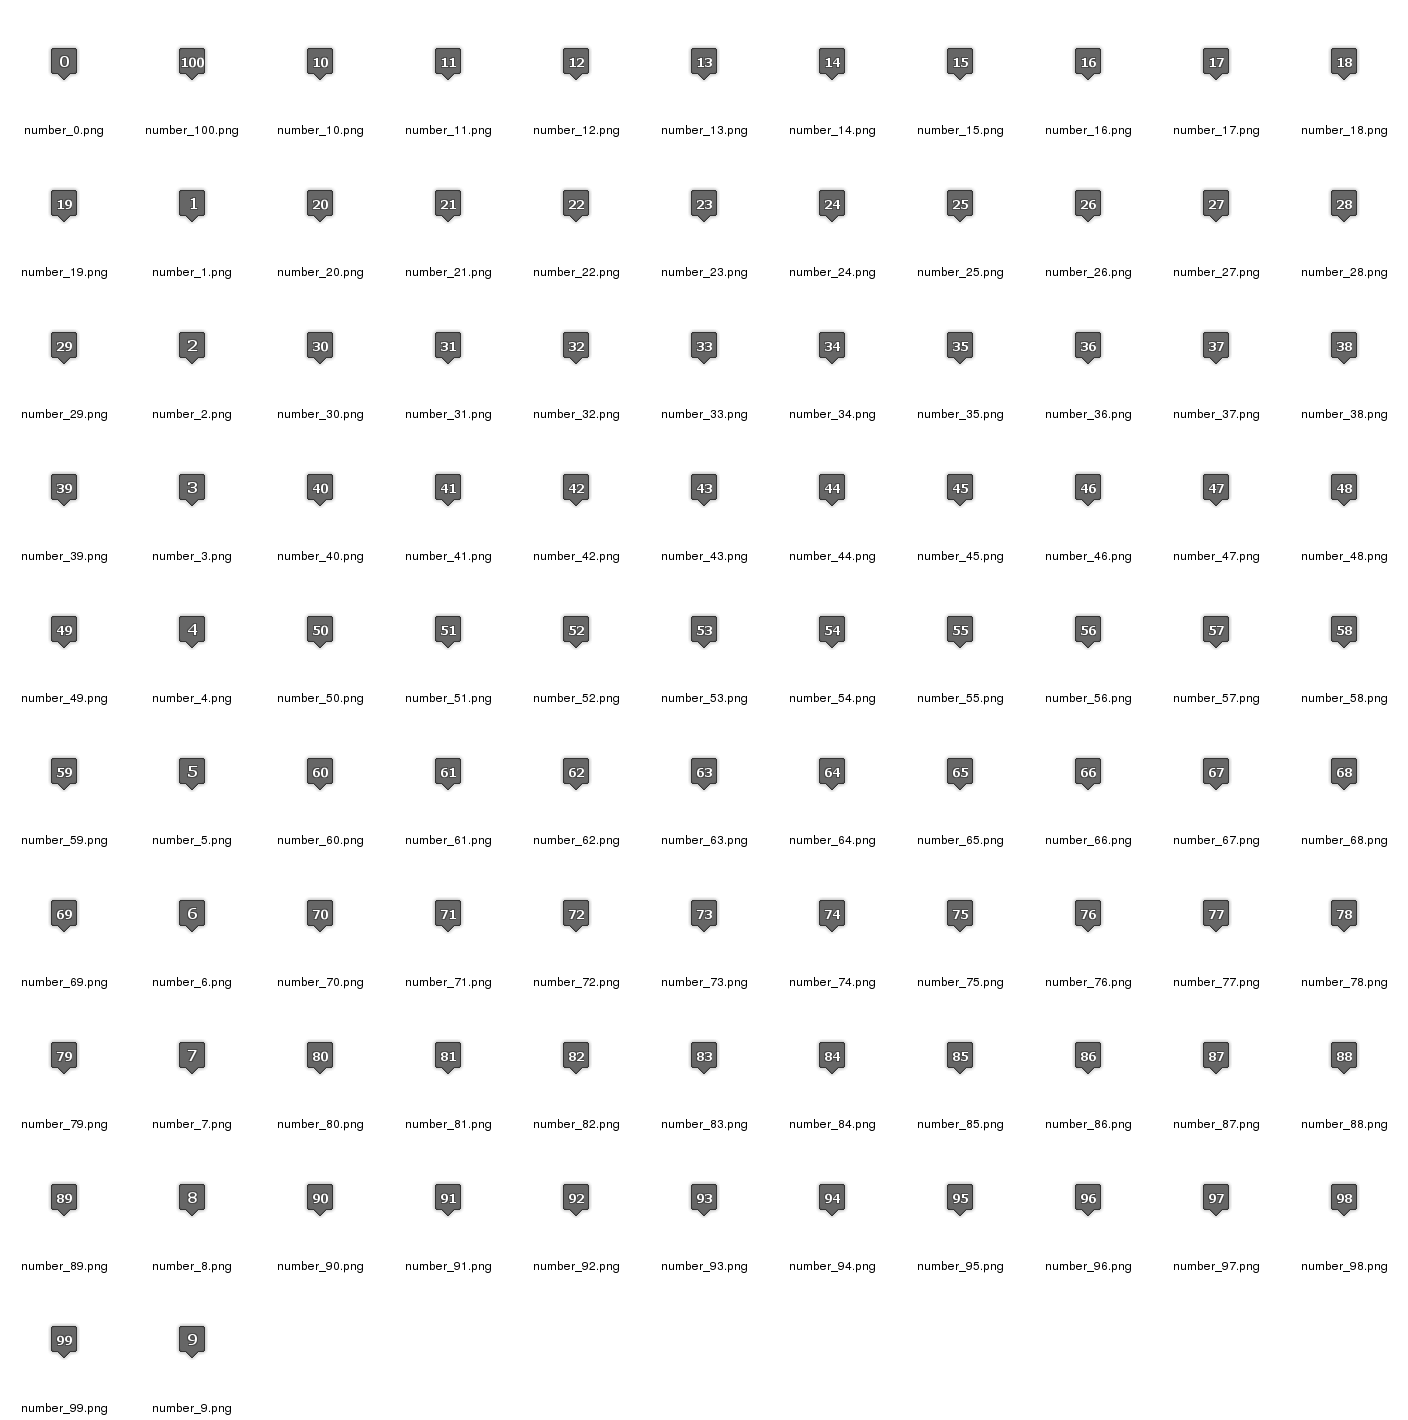 0 100 10 11 12 13 14 15 16 17 18
number_0.png number_100.png number_10.png number_11.png number_12.png number_13.png number_14.png number_15.png number_16.png number_17.png number_18.png
19 1 20 21 22 23 24 25 26 27 28
number_19.png number_1.png number_20.png number_21.png number_22.png number_23.png number_24.png number_25.png number_26.png number_27.png number_28.png
29 2 30 31 32 33 34 35 36 37 38
number_29.png number_2.png number_30.png number_31.png number_32.png number_33.png number_34.png number_35.png number_36.png number_37.png number_38.png
39 3 40 41 42 43 44 45 46 47 48
number_39.png number_3.png number_40.png number_41.png number_42.png number_43.png number_44.png number_45.png number_46.png number_47.png number_48.png
49 4 50 51 52 53 54 55 56 57 58
number_49.png number_4.png number_50.png number_51.png number_52.png number_53.png number_54.png number_55.png number_56.png number_57.png number_58.png
59 5 60 61 62 63 64 65 66 67 68
number_59.png number_5.png number_60.png number_61.png number_62.png number_63.png number_64.png number_65.png number_66.png number_67.png number_68.png
69 6 70 71 72 73 74 75 76 77 78
number_69.png number_6.png number_70.png number_71.png number_72.png number_73.png number_74.png number_75.png number_76.png number_77.png number_78.png
79 7 80 81 82 83 84 85 86 87 88
number_79.png number_7.png number_80.png number_81.png number_82.png number_83.png number_84.png number_85.png number_86.png number_87.png number_88.png
89 8 90 91 92 93 94 95 96 97 98
number_89.png number_8.png number_90.png number_91.png number_92.png number_93.png number_94.png number_95.png number_96.png number_97.png number_98.png
99 9
number_99.png number_9.png